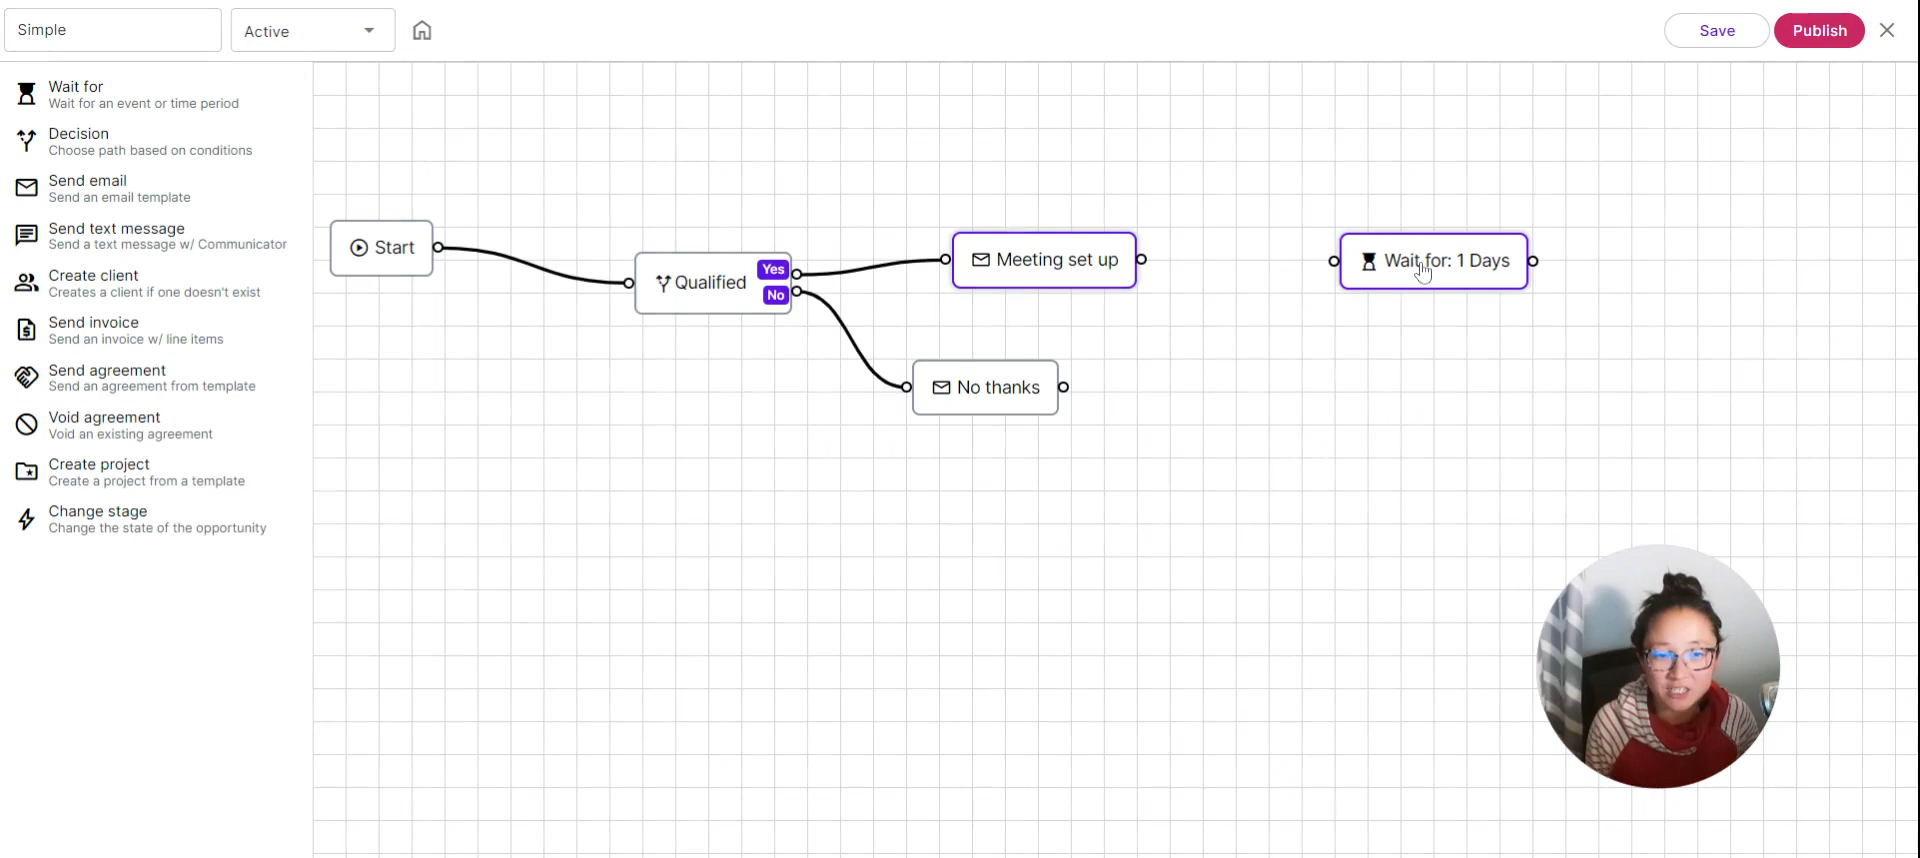 Simple
Active
Save
Publish
Wait for
Wait for an event or time period
Decision
Choose path based on conditions
Send email
Send an email template
Send text message
Send a text message w/ Communicator
Create client
Creates a client if one doesn't exist
Send invoice
Send an invoice w/ line items
Send agreement
Send an agreement from template
Void agreement
Void an existing agreement
Create project
Create a project from a template
Change stage
Change the state of the opportunity
Start
Qualified
Yes
No
Meeting set up
Wait for: 1 Days
No thanks